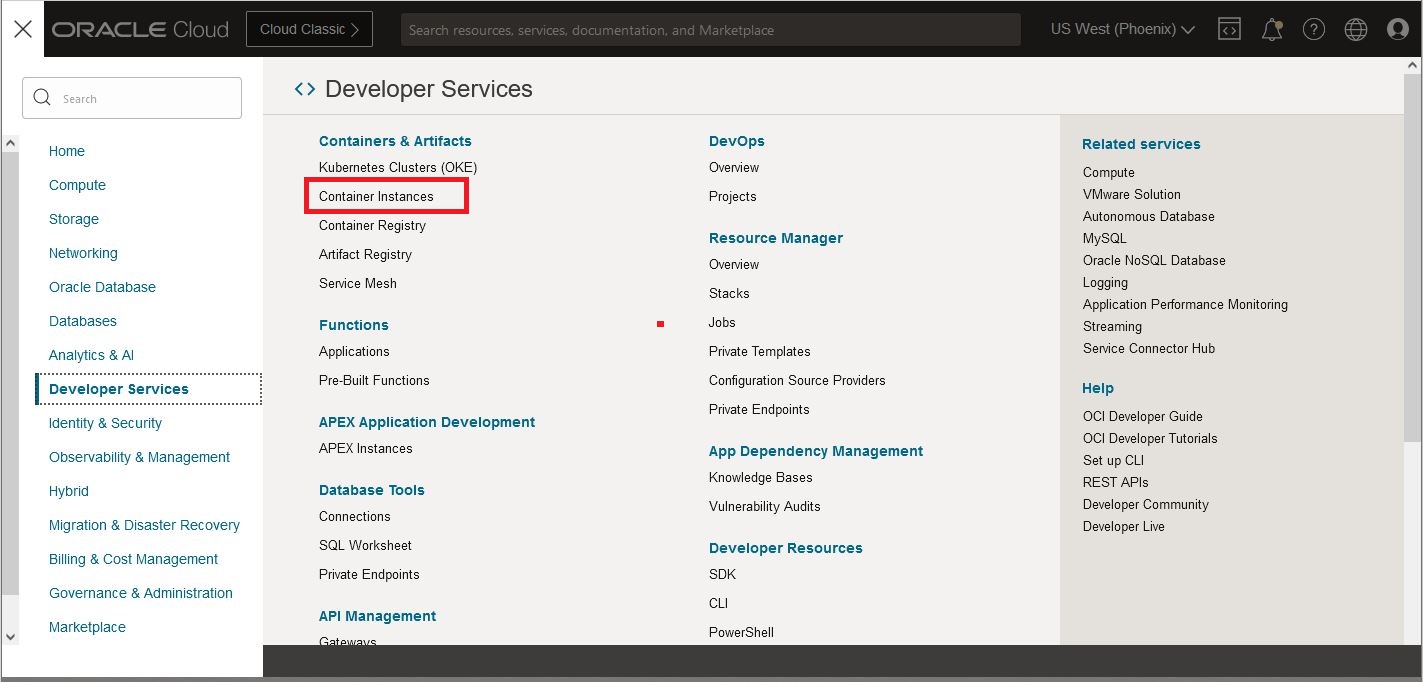 ORACLE Cloud
Cloud Classic
Search resources, services, documentation, and Marketplace
US West (Phoenix)
Search
Home
Compute
Storage
Networking
Oracle Database
Databases
Analytics & AI
Developer Services
Identity & Security
Observability & Management
Hybrid
Migration & Disaster Recovery
Billing & Cost Management
Governance & Administration
Marketplace
Developer Services
Containers & Artifacts
Kubernetes Clusters (OKE)
Container Instances
Container Registry
Artifact Registry
Service Mesh
Functions
Applications
Pre-Built Functions
APEX Application Development
APEX Instances
Database Tools
Connections
SQL Worksheet
Private Endpoints
API Management
Gateways
DevOps
Overview
Projects
Resource Manager
Overview
Stacks
Jobs
Private Templates
Configuration Source Providers
Private Endpoints
App Dependency Management
Knowledge Bases
Vulnerability Audits
Developer Resources
SDK
CLI
PowerShell
Related services
Compute
VMware Solution
Autonomous Database
MySQL
Oracle NoSQL Database
Logging
Application Performance Monitoring
Streaming
Service Connector Hub
Help
OCI Developer Guide
OCI Developer Tutorials
Set up CLI
REST APIs
Developer Community
Developer Live